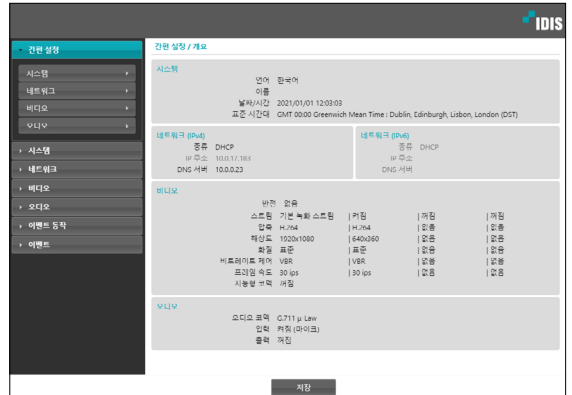 IDIS
간편 설정
시스템
네트워크
비디오
오디오
시스템
네트워크
비디오
오디오
이벤트 동작
이벤트
간편 설정 / 개요
시스템
언어 한국어
이름
날짜/시간 2021/01/01 12:03:03
표준 시간대 GMT 00:00 Greenwich Mean Time : Dublin, Edinburgh, Lisbon, London (DST)
네트워크 (IPv4)
종류 DHCP
IP 주소 10.0.17.183
DNS 서버 10.0.0.23
네트워크 (IPv6)
종류 DHCP
IP 주소
DNS 서버
비디오
반전 없음
스트림 기본 녹화 스트림 | 켜짐 | 꺼짐 | 꺼짐
압축 H.264 | H.264 | 없음 | 없음
해상도 1920x1080 | 640x360 | 없음 | 없음
화질 표준 | 표준 | 없음 | 없음
비트레이트 제어 VBR | VBR | 없음 | 없음
프레임 속도 30 ips | 30 ips | 없음 | 없음
지능형 코덱 꺼짐
오디오
오디오 코덱 G.711 μ-Law
입력 켜짐 (마이크)
출력 꺼짐
저장